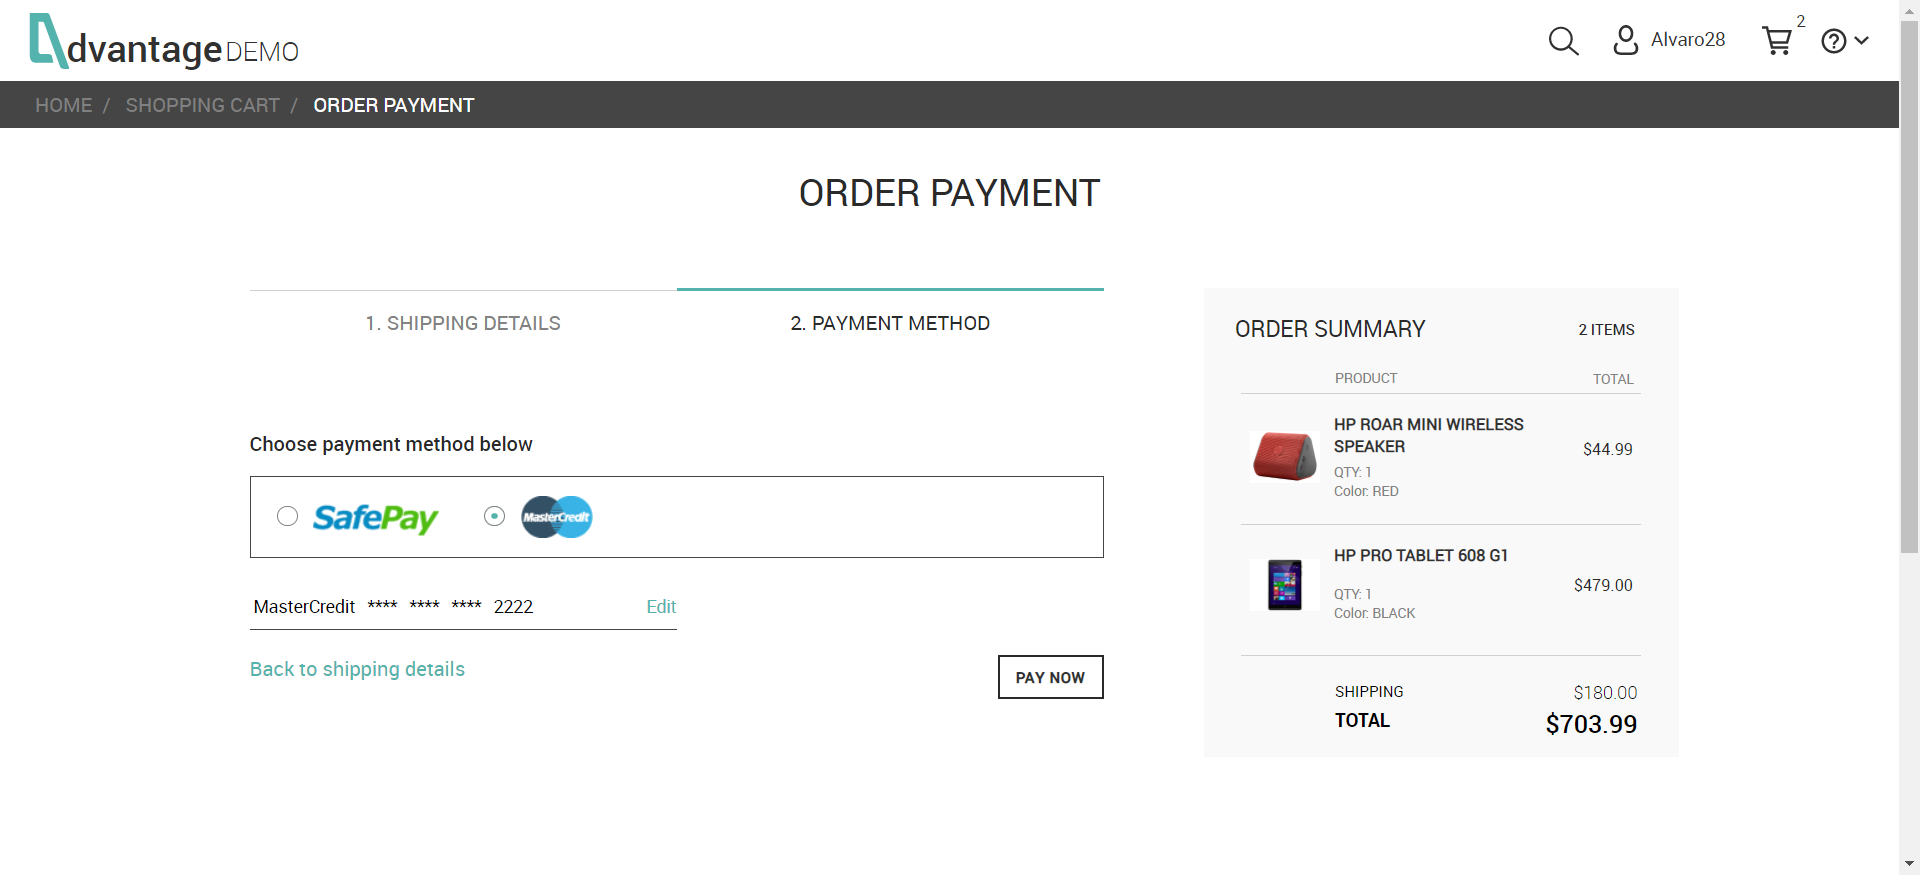 dvantage DEMO
Alvaro28
2
?
HOME / SHOPPING CART / ORDER PAYMENT
ORDER PAYMENT
1. SHIPPING DETAILS
2. PAYMENT METHOD
Choose payment method below
SafePay
MasterCredit
MasterCredit **** **** **** 2222
Edit
Back to shipping details
PAY NOW
ORDER SUMMARY
2 ITEMS
PRODUCT
TOTAL
HP ROAR MINI WIRELESS
SPEAKER
$44.99
QTY: 1
Color: RED
HP PRO TABLET 608 G1
$479.00
QTY: 1
Color: BLACK
SHIPPING
$180.00
TOTAL
$703.99